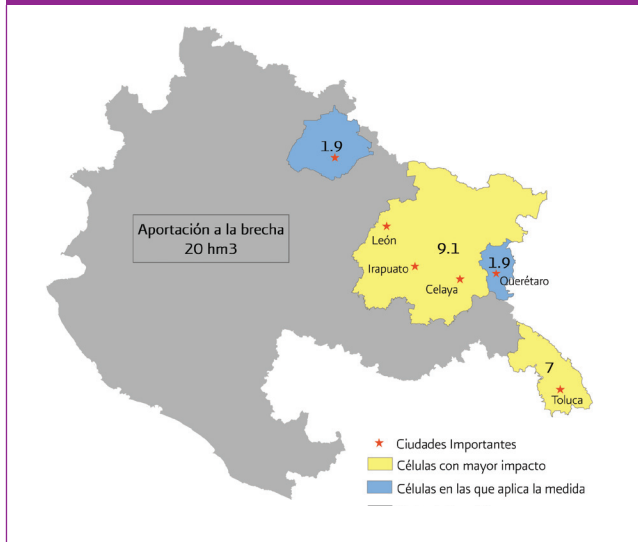 1.9
Aportación a la brecha
20 hm3
León
9.1
Irapuato
1.9
Querétaro
Celaya
7
Toluca
Ciudades Importantes
Células con mayor impacto
Células en las que aplica la medida